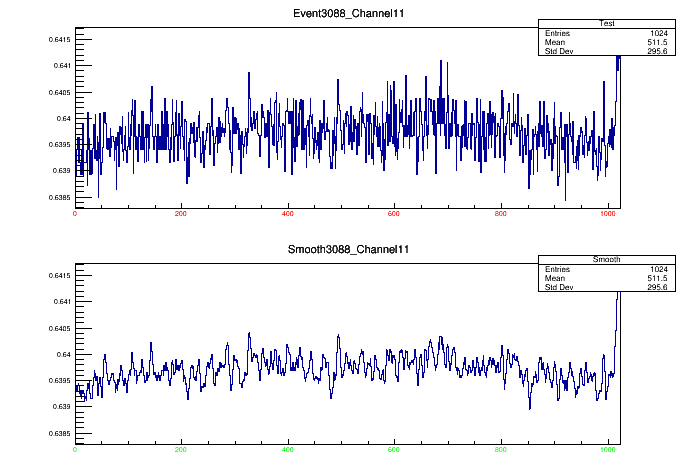 Event3088_Channel11
Test
Entries 1024
Mean 511.5
Std Dev 295.6
0.6415
0.641
0.6405
0.64
0.6395
0.639
0.6385
0 200 400 600 800 1000
Smooth3088_Channel11
Smooth
Entries 1024
Mean 511.5
Std Dev 295.6
0.6415
0.641
0.6405
0.64
0.6395
0.639
0.6385
0 200 400 600 800 1000